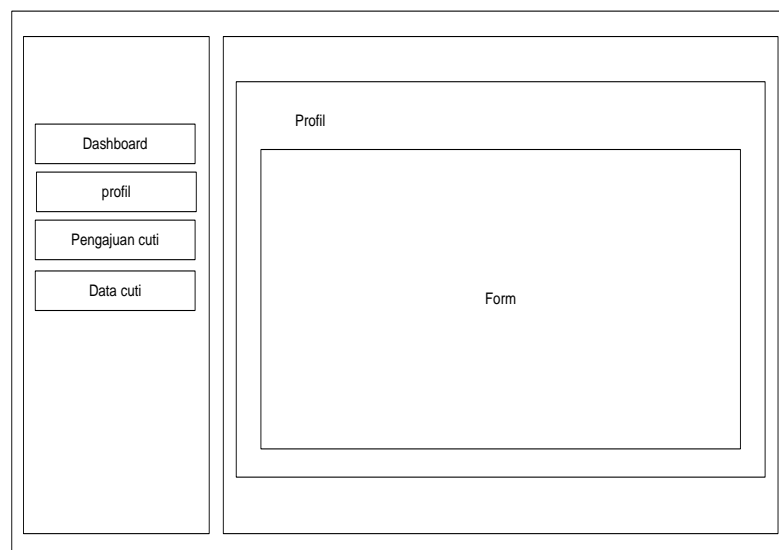 Dashboard
profil
Pengajuan cuti
Data cuti
Profil
Form